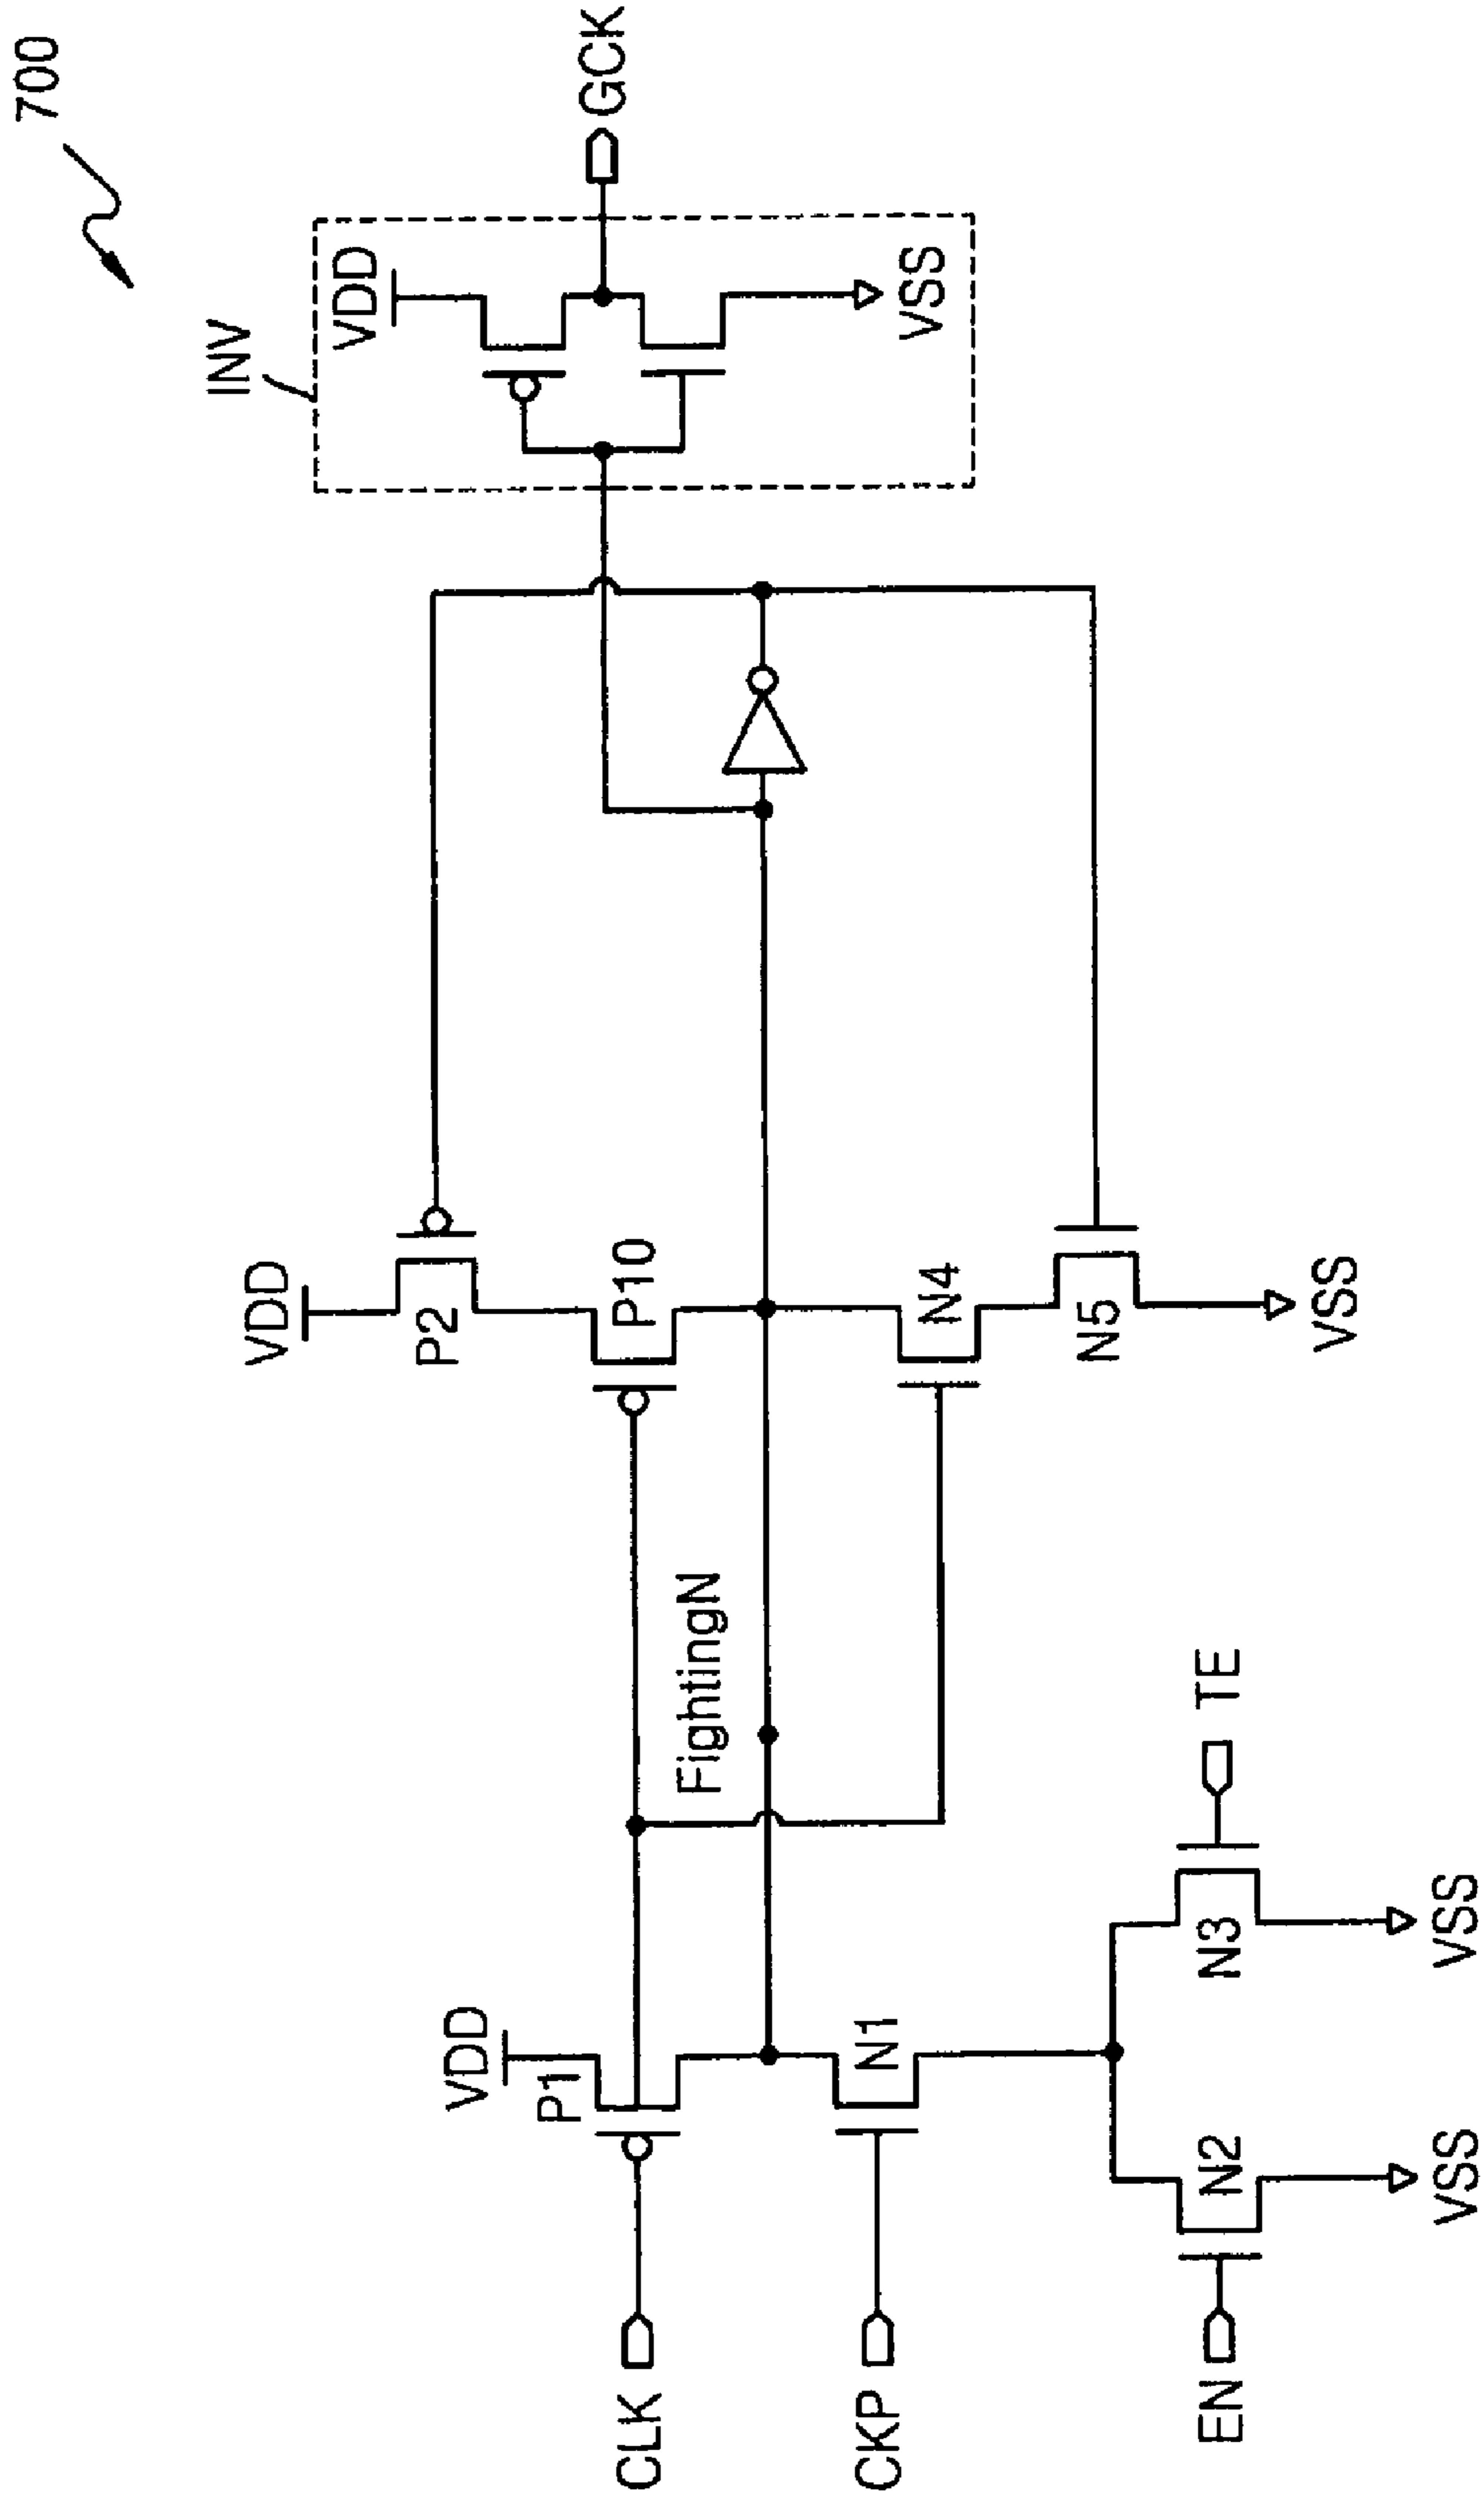 700
INV
VDD
GCK
VSS
VDD
P2
P10
N4
N5
VSS
FightingN
VDD
P1
CLK
N1
CKP
TE
N3
VSS
N2
EN
VSS